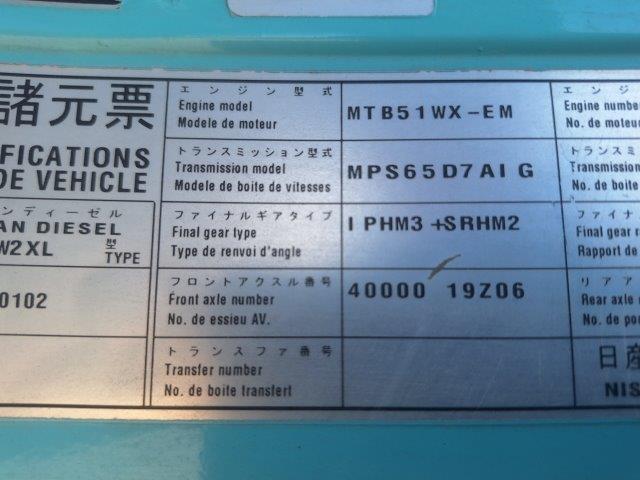 諸元票
FICATIONS
DE VEHICLE
ンディーゼル
AN DIESEL
W2XL
型
TYPE
0102
エンジン型式
Engine model
Modele de moteur
MTB51WX-EM
トランスミッション型式
Transmission model
Modele de boite de vitesses
MPS65D7AIG
ファイナルギアタイプ
Final gear type
Type de renvoi d'angle
IPHM3+SRHM2
フロントアクスル番号
Front axle number
No. de essieu AV.
40000 19Z06
トランスファ番号
Transfer number
No. de boite transfert
エンジ
Engine number
No. de moteu
トランスミ
Transmission
No. de boite
ファイナ
Final gear r
Rapport de
リアア
Rear axle n
No. de po
日産
NIS